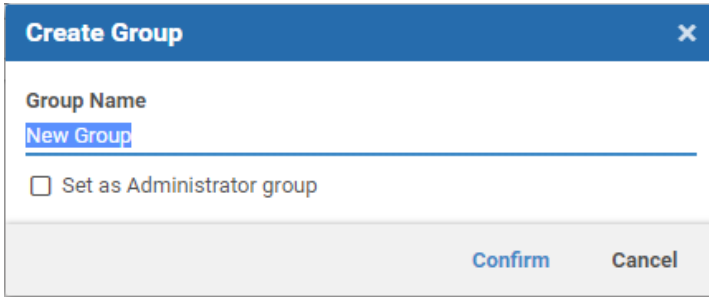 Create Group
Group Name
New Group
Set as Administrator group
Confirm Cancel